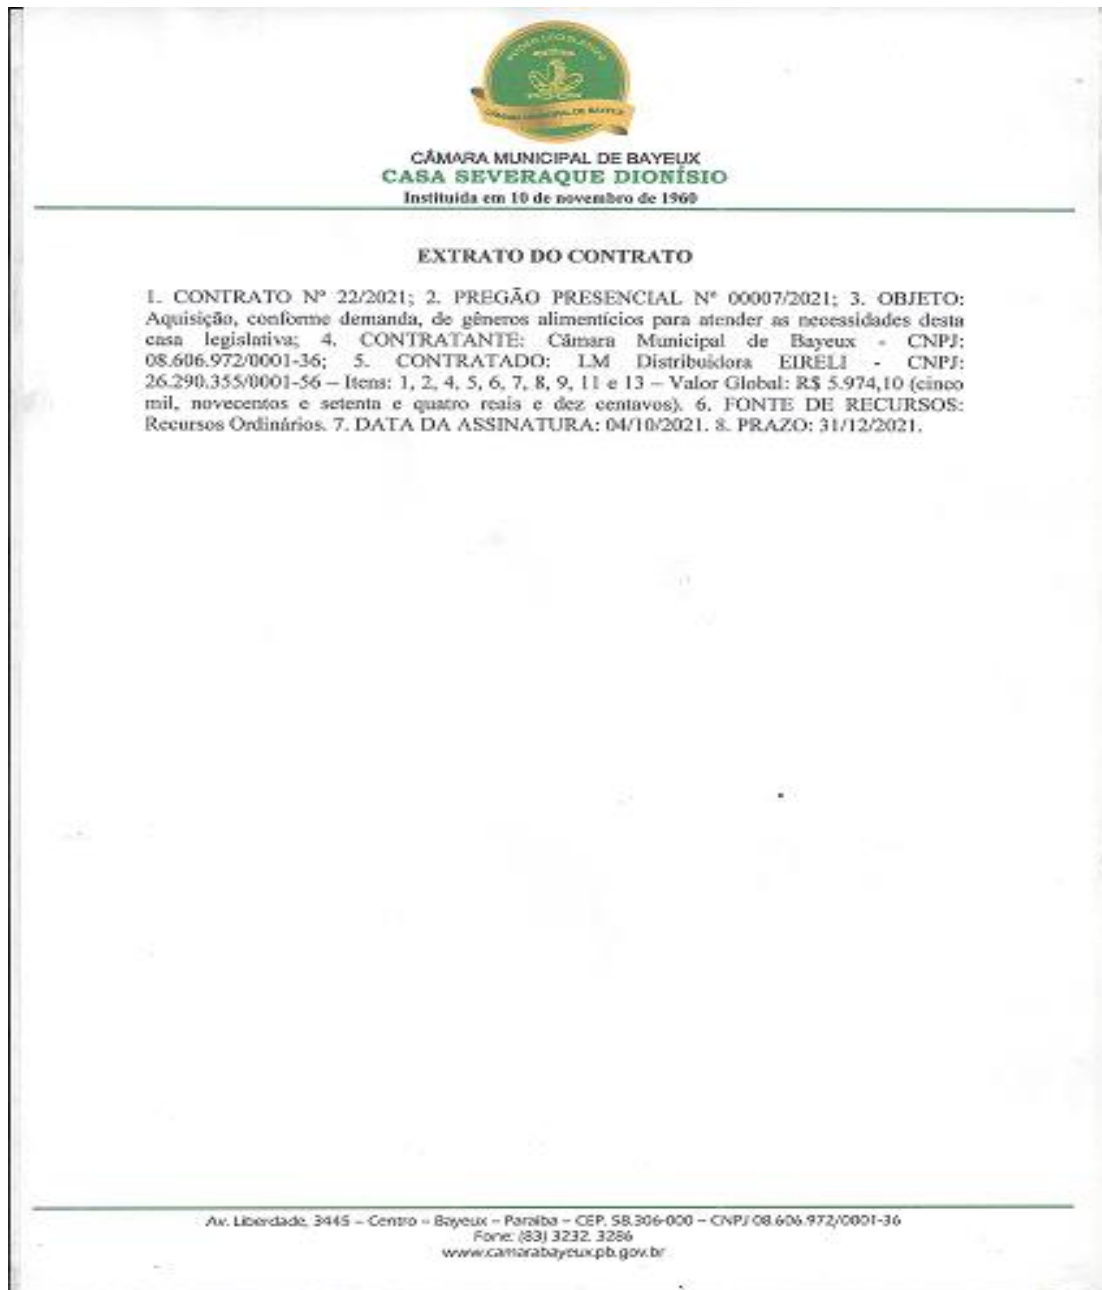 PODER LEGISLATIVO
CÂMARA MUNICIPAL DE BAYEUX
CÂMARA MUNICIPAL DE BAYEUX
CASA SEVERAQUE DIONÍSIO
Instituída em 10 de novembro de 1960
EXTRATO DO CONTRATO
1. CONTRATO Nº 22/2021; 2. PREGÃO PRESENCIAL Nº 00007/2021; 3. OBJETO:
Aquisição, conforme demanda, de gêneros alimentícios para atender as necessidades desta
casa legislativa; 4. CONTRATANTE: Câmara Municipal de Bayeux - CNPJ:
08.606.972/0001-36; 5. CONTRATADO: LM Distribuidora EIRELI - CNPJ:
26.290.355/0001-56 – Itens: 1, 2, 4, 5, 6, 7, 8, 9, 11 e 13 – Valor Global: R$ 5.974,10 (cinco
mil, novecentos e setenta e quatro reais e dez centavos). 6. FONTE DE RECURSOS:
Recursos Ordinários. 7. DATA DA ASSINATURA: 04/10/2021. 8. PRAZO: 31/12/2021.
Av. Liberdade, 3445 – Centro – Bayeux – Paraíba – CEP. 58.306-000 – CNPJ 08.606.972/0001-36
Fone: (83) 3232. 3286
www.camarabayeux.pb.gov.br